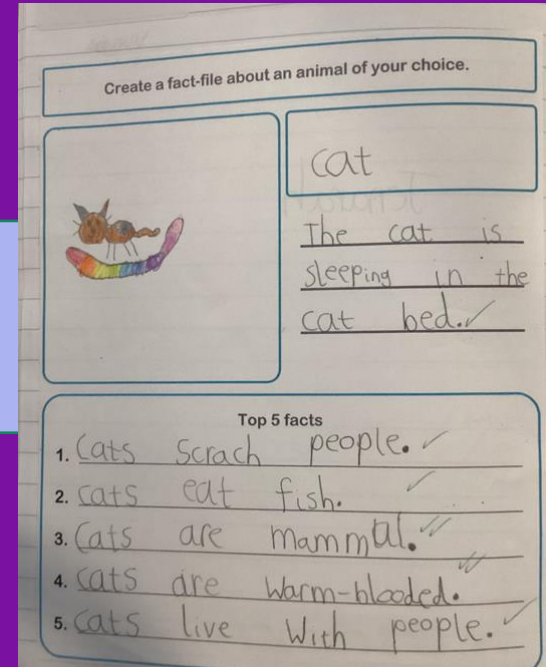 Create a fact-file about an animal of your choice.
cat
The cat is
sleeping in the
cat bed.
Top 5 facts
1. Cats Scrach people.
2. cats eat fish.
3. Cats are mammal.
4. cats are warm-blooded.
5. cats live With people.